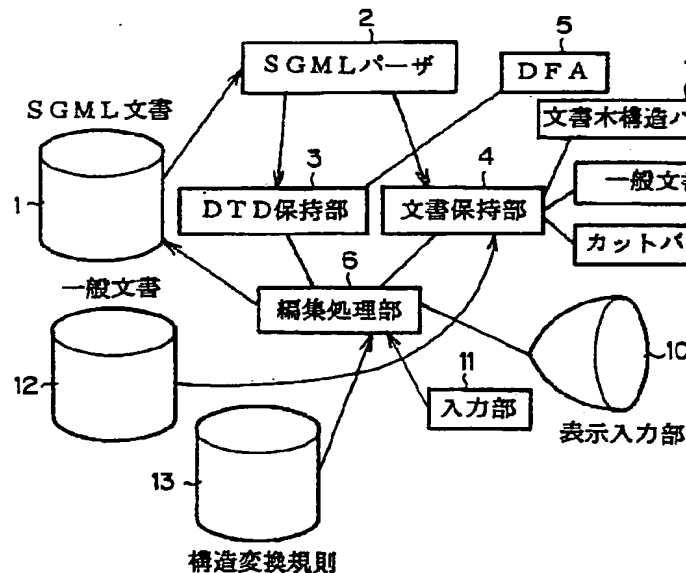 2
SGMLパーザ
5
DFA
SGML文書
文書木構造バ
3
DTD保持部
4
文書保持部
一般文書
1
カットバ
一般文書
6
編集処理部
12
11
入力部
10
表示入力部
13
構造変換規則